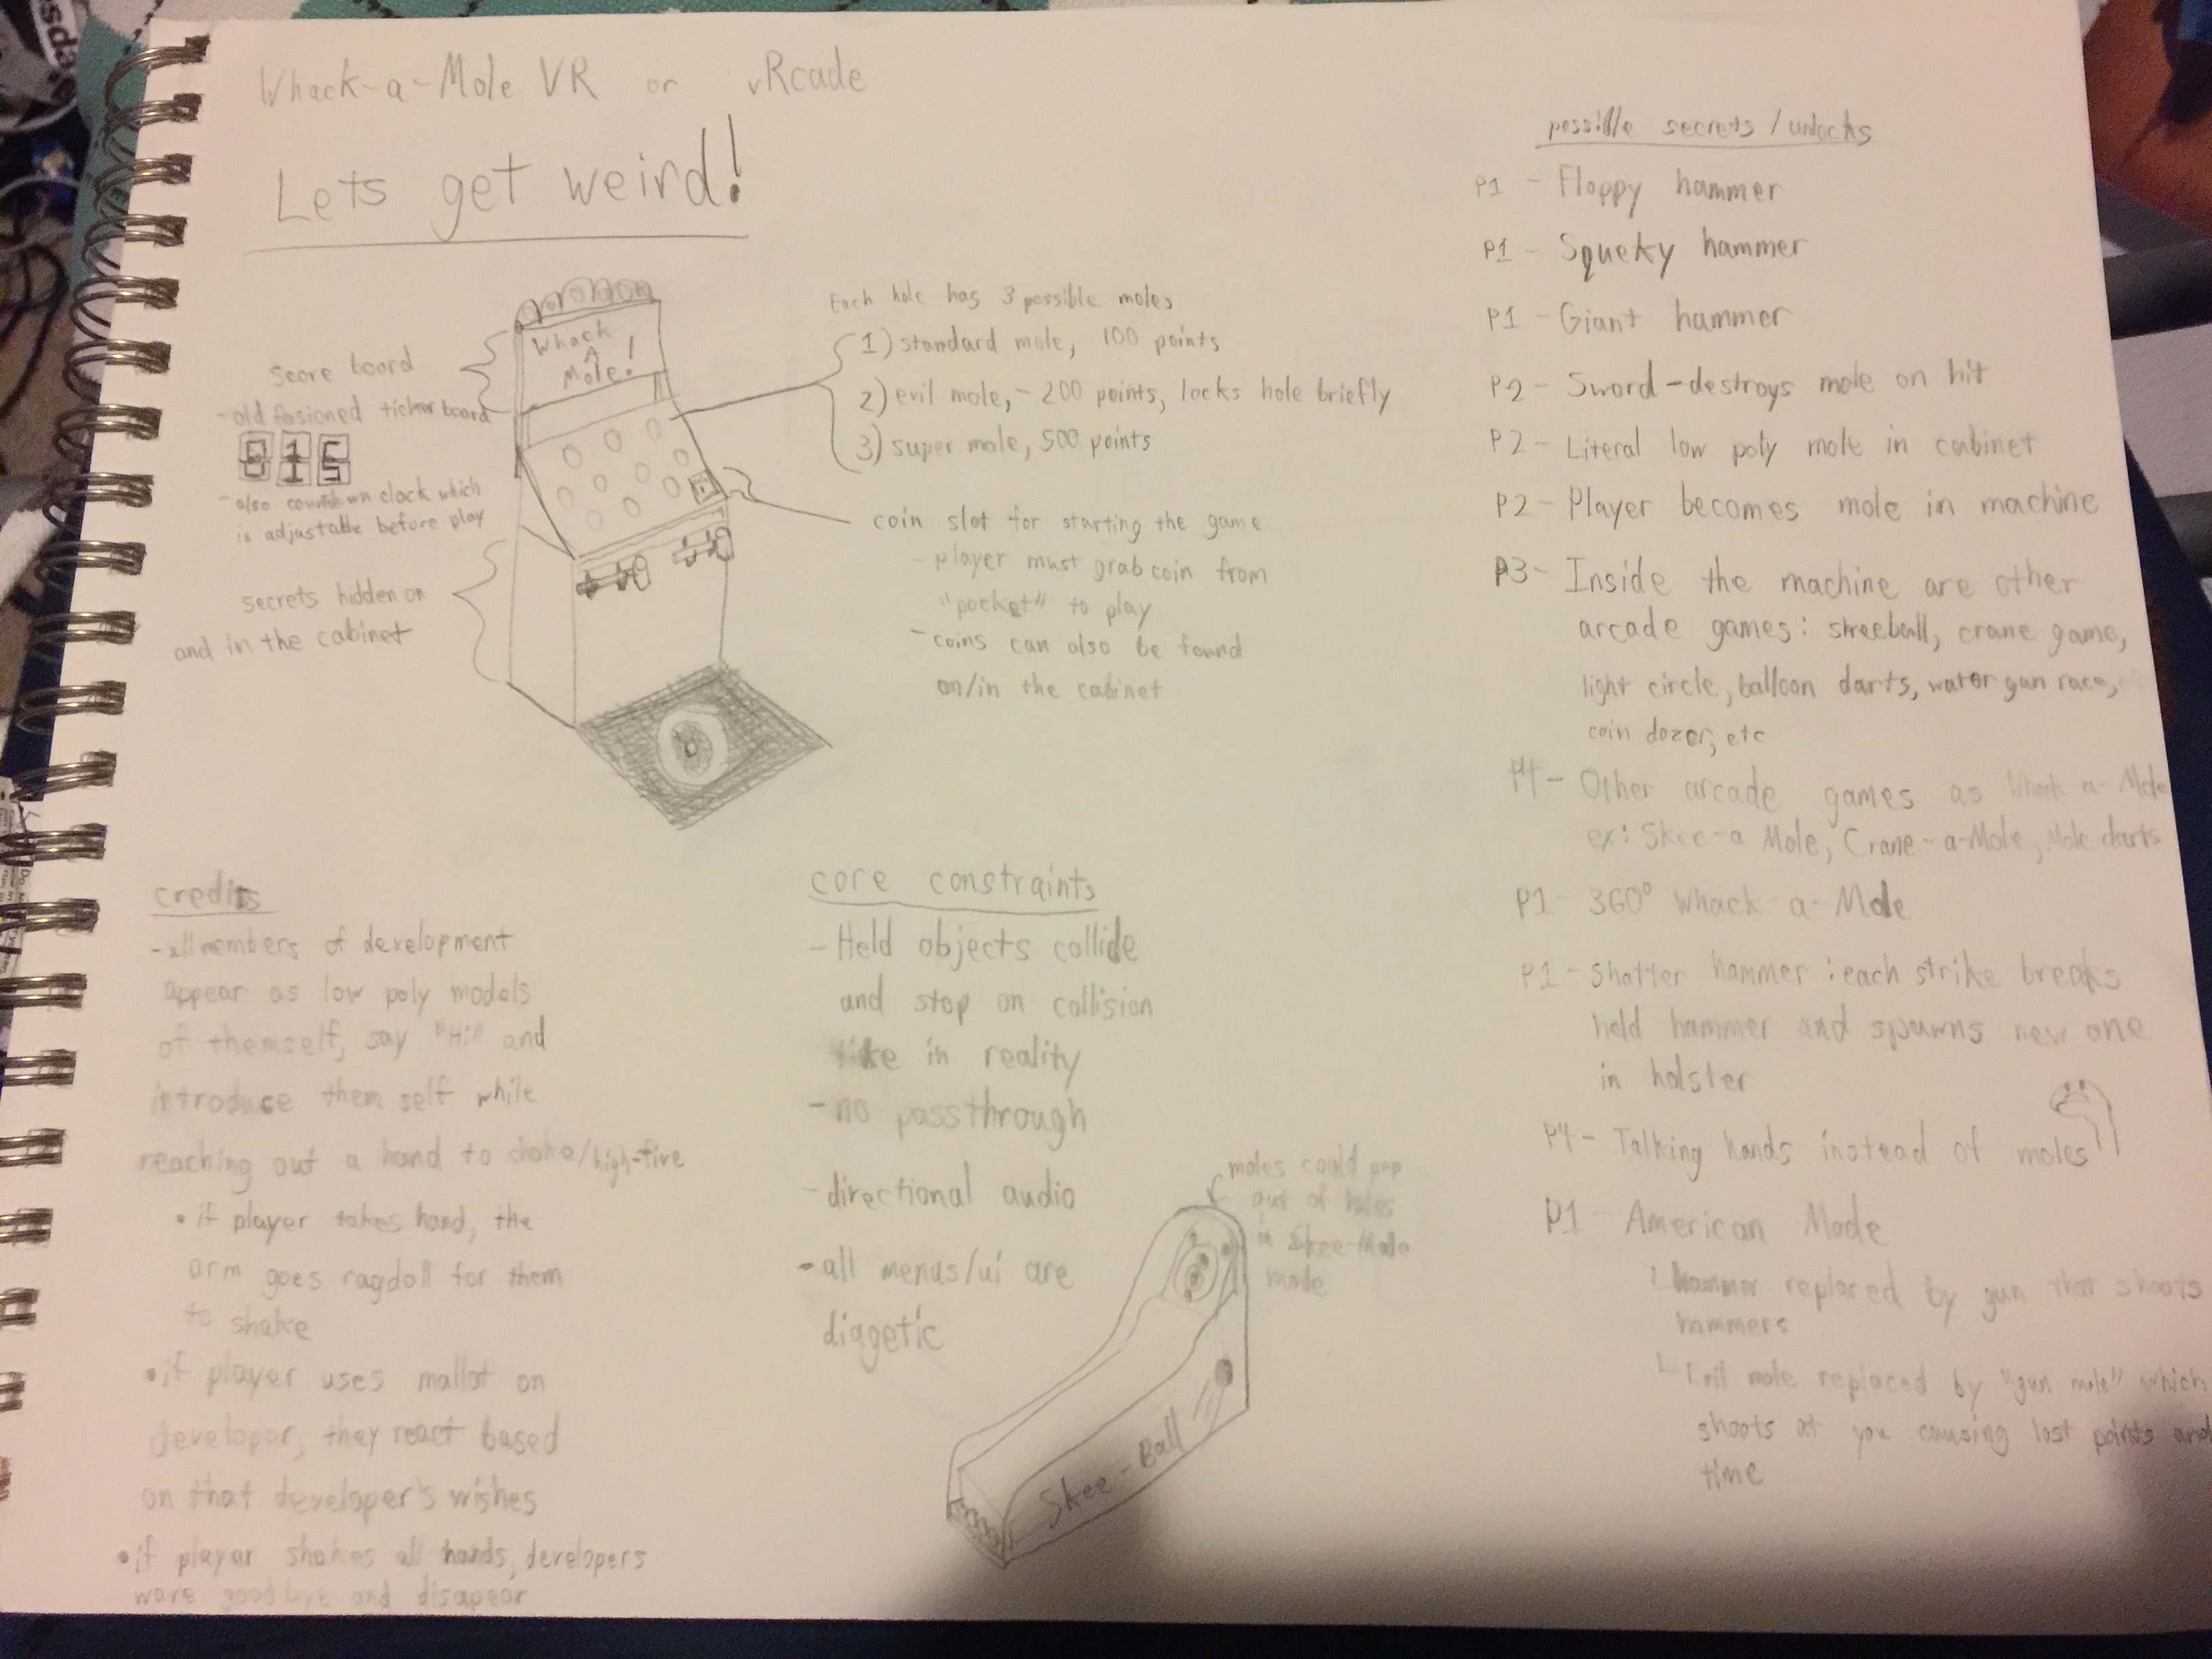 Whack-a-Mole VR or vRcade
Lets get weird!
Whack
A
Mole!
score board
-old fasioned ticker board
015
-also countdown clock which
is adjustable before play
secrets hidden on
and in the cabinet
Each hole has 3 possible moles
1) standard mole, 100 points
2) evil mole, -200 points, locks hole briefly
3) super mole, 500 points
coin slot for starting the game
- player must grab coin from
"pocket" to play
- coins can also be found
on/in the cabinet
credits
-all members of development
appear as low poly models
of themself, say "Hi" and
introduce them self while
reaching out a hand to shake/high-five
• if player takes hand, the
arm goes ragdoll for them
to shake
• if player uses mallot on
developer, they react based
on that developer's wishes
• if player shakes all hands, developers
wave goodbye and disapear
core constraints
- Held objects collide
and stop on collision
like in reality
- no passthrough
- directional audio
- all menus/ui are
diagetic
moles could pop
out of holes
in Skee-Mole
mode
Skee-Ball
possible secrets / unlocks
P1 - Floppy hammer
P1 - Squeky hammer
P1 - Giant hammer
P2 - Sword - destroys mole on hit
P2 - Literal low poly mole in cabinet
P2 - Player becomes mole in machine
P3 - Inside the machine are other
arcade games: skeeball, crane game,
light circle, balloon darts, water gun race,
coin dozer, etc
P4 - Other arcade games as Whack-a-Mole
ex: Skee-a Mole, Crane-a-Mole, Mole darts
P1 - 360° Whack-a-Mole
P1 - Shatter hammer: each strike breaks
held hammer and spawns new one
in holster
P4 - Talking hands instead of moles
P1 - American Mode
└ hammer replaced by gun that shoots
hammers
└ Evil mole replaced by "gun mole" which
shoots at you causing lost points and
time